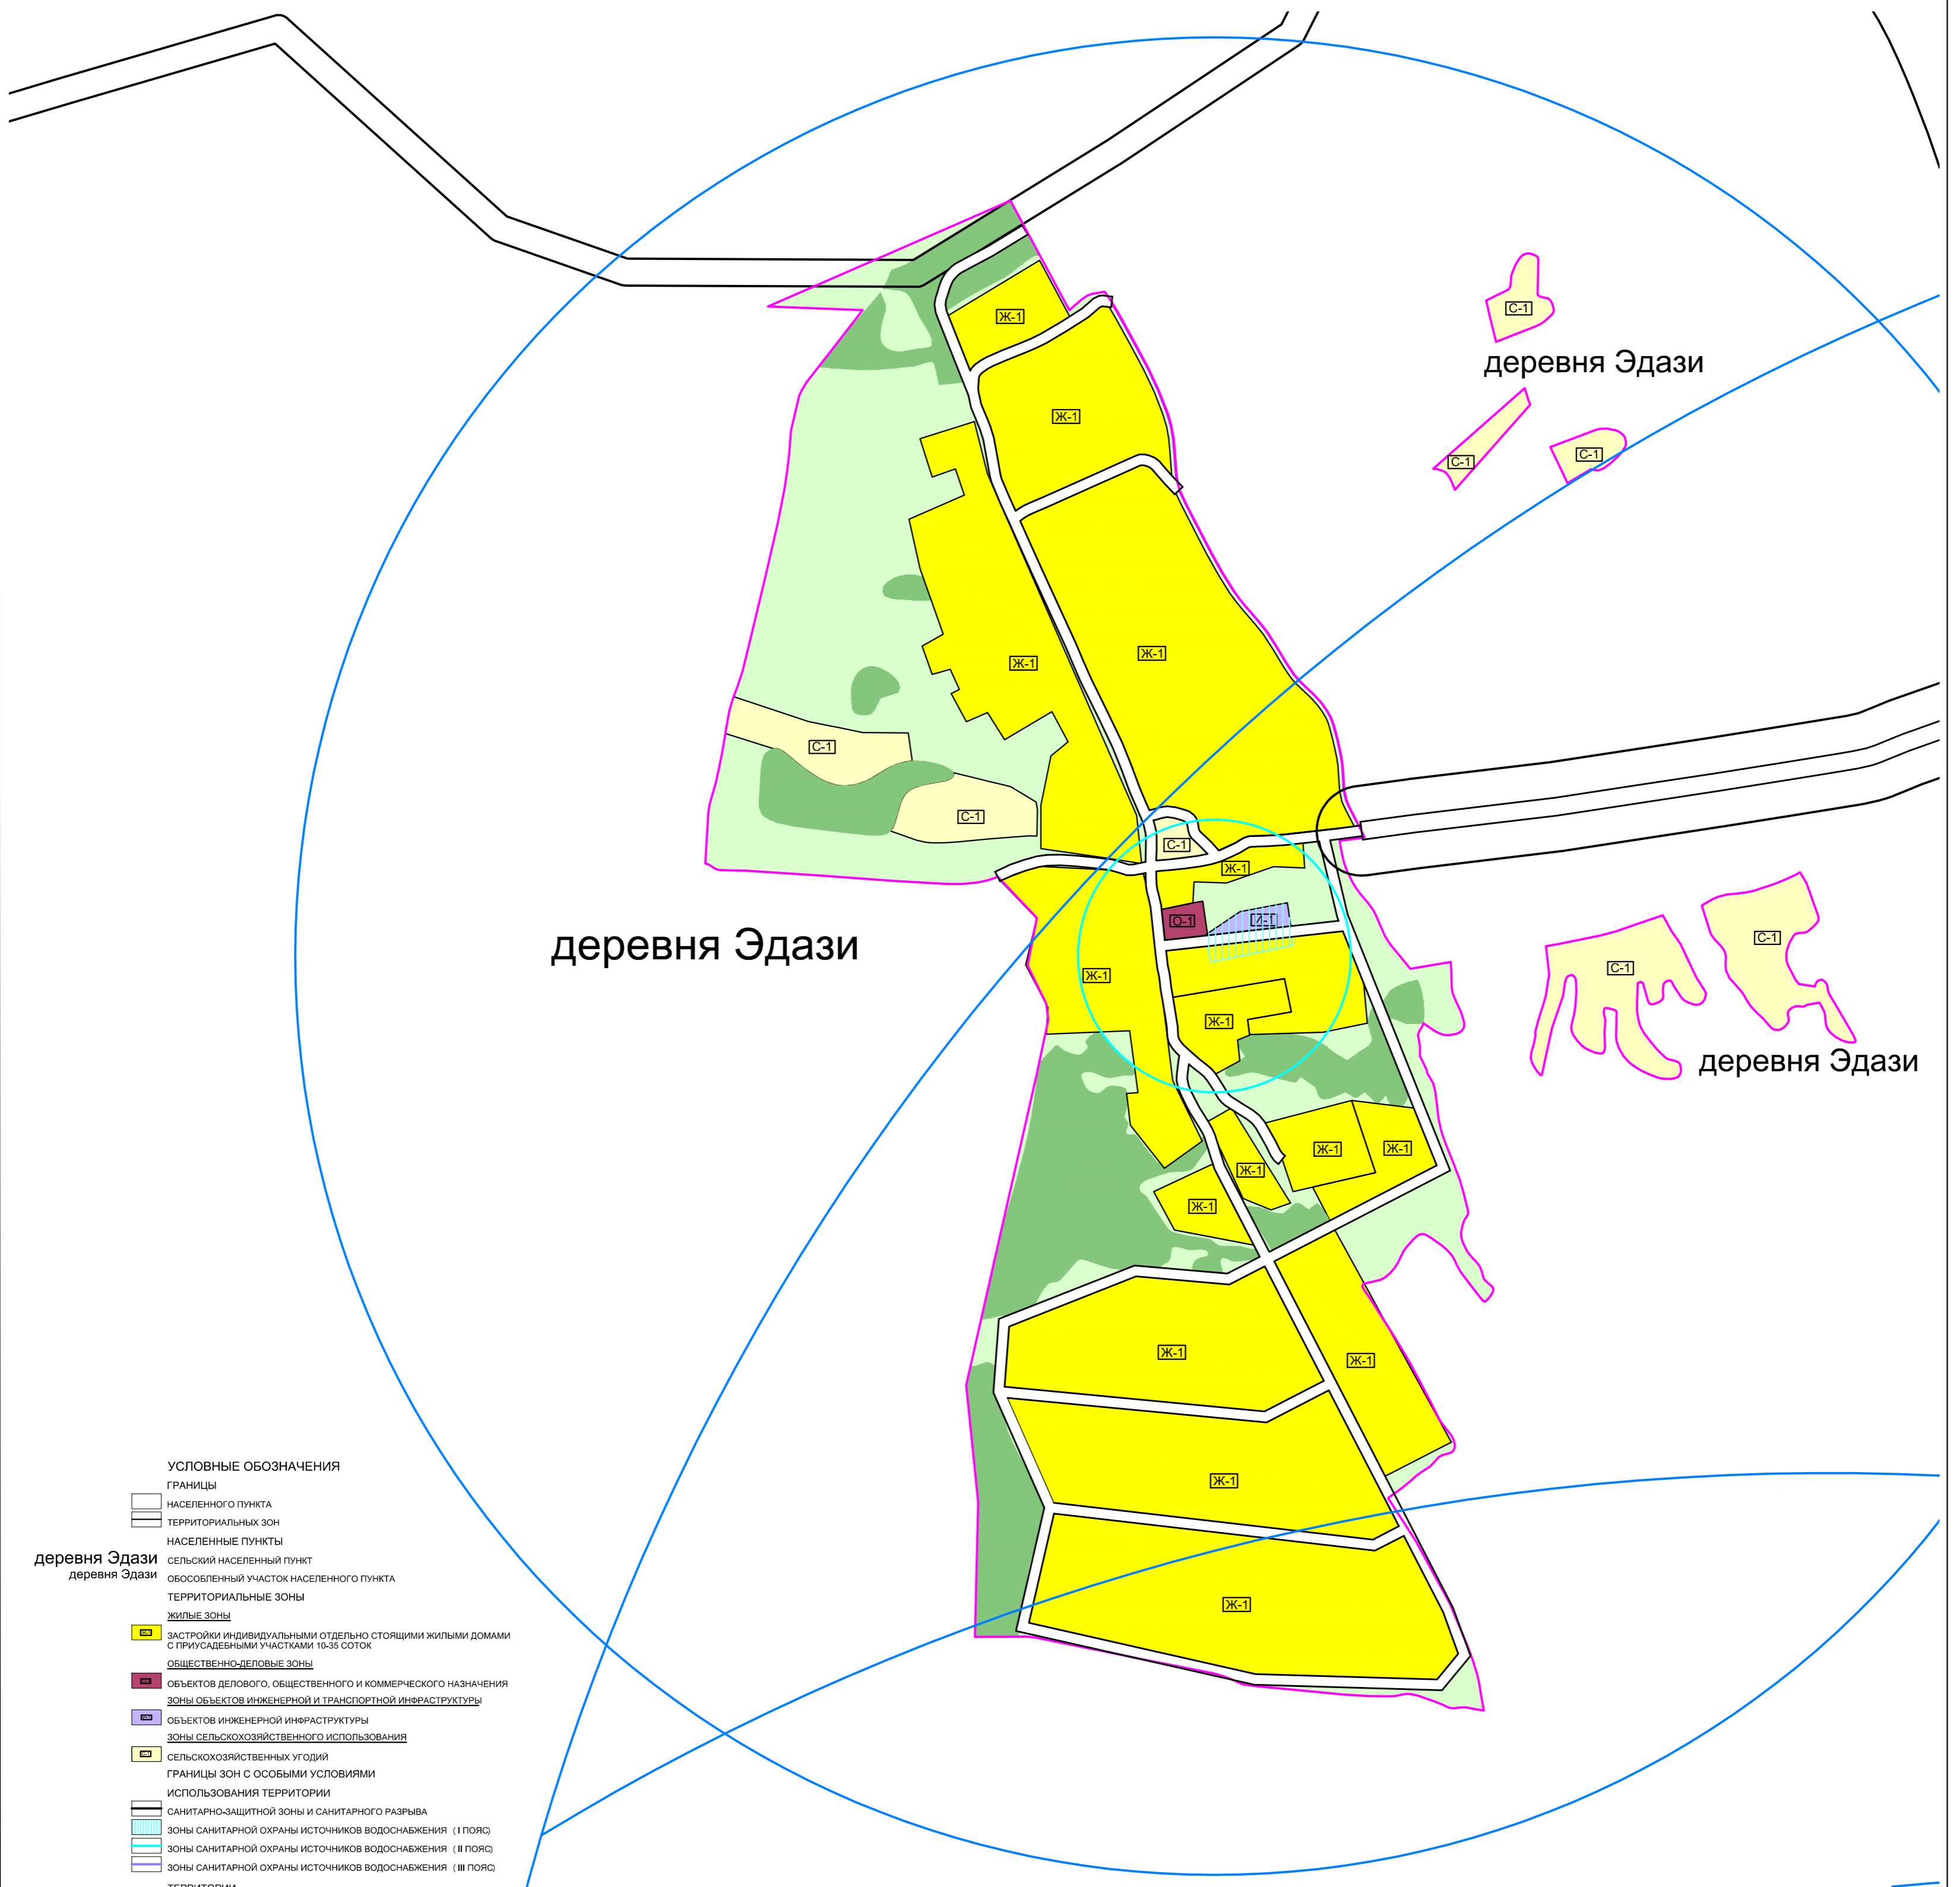 Ж-1
С-1
деревня Эдази
Ж-1
С-1
С-1
Ж-1
Ж-1
С-1
С-1
С-1
Ж-1
О-1
деревня Эдази
С-1
С-1
Ж-1
Ж-1
деревня Эдази
Ж-1
Ж-1
Ж-1
Ж-1
Ж-1
Ж-1
Ж-1
Ж-1
УСЛОВНЫЕ ОБОЗНАЧЕНИЯ
ГРАНИЦЫ
НАСЕЛЕННОГО ПУНКТА
ТЕРРИТОРИАЛЬНЫХ ЗОН
НАСЕЛЕННЫЕ ПУНКТЫ
деревня Эдази СЕЛЬСКИЙ НАСЕЛЕННЫЙ ПУНКТ
деревня Эдази ОБОСОБЛЕННЫЙ УЧАСТОК НАСЕЛЕННОГО ПУНКТА
ТЕРРИТОРИАЛЬНЫЕ ЗОНЫ
ЖИЛЫЕ ЗОНЫ
ЗАСТРОЙКИ ИНДИВИДУАЛЬНЫМИ ОТДЕЛЬНО СТОЯЩИМИ ЖИЛЫМИ ДОМАМИ
С ПРИУСАДЕБНЫМИ УЧАСТКАМИ 10-35 СОТОК
ОБЩЕСТВЕННО-ДЕЛОВЫЕ ЗОНЫ
ОБЪЕКТОВ ДЕЛОВОГО, ОБЩЕСТВЕННОГО И КОММЕРЧЕСКОГО НАЗНАЧЕНИЯ
ЗОНЫ ОБЪЕКТОВ ИНЖЕНЕРНОЙ И ТРАНСПОРТНОЙ ИНФРАСТРУКТУРЫ
ОБЪЕКТОВ ИНЖЕНЕРНОЙ ИНФРАСТРУКТУРЫ
ЗОНЫ СЕЛЬСКОХОЗЯЙСТВЕННОГО ИСПОЛЬЗОВАНИЯ
СЕЛЬСКОХОЗЯЙСТВЕННЫХ УГОДИЙ
ГРАНИЦЫ ЗОН С ОСОБЫМИ УСЛОВИЯМИ
ИСПОЛЬЗОВАНИЯ ТЕРРИТОРИИ
САНИТАРНО-ЗАЩИТНОЙ ЗОНЫ И САНИТАРНОГО РАЗРЫВА
ЗОНЫ САНИТАРНОЙ ОХРАНЫ ИСТОЧНИКОВ ВОДОСНАБЖЕНИЯ ( I ПОЯС)
ЗОНЫ САНИТАРНОЙ ОХРАНЫ ИСТОЧНИКОВ ВОДОСНАБЖЕНИЯ ( II ПОЯС)
ЗОНЫ САНИТАРНОЙ ОХРАНЫ ИСТОЧНИКОВ ВОДОСНАБЖЕНИЯ ( III ПОЯС)